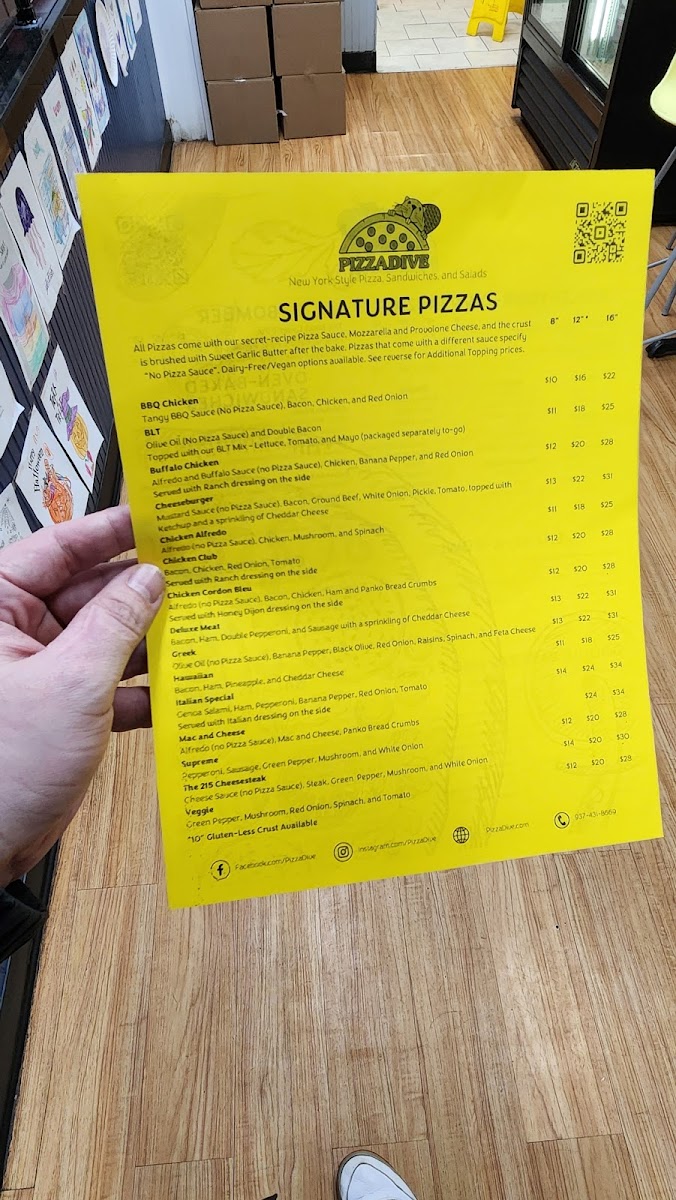 PIZZADIVE
New York Style Pizza, Sandwiches, and Salads
SIGNATURE PIZZAS
All Pizzas come with our secret-recipe Pizza Sauce, Mozzarella and Provolone Cheese, and the crust
is brushed with Sweet Garlic Butter after the bake. Pizzas that come with a different sauce specify
"No Pizza Sauce". Dairy-Free/Vegan options available. See reverse for Additional Topping prices.
8" 12"* 16"
BBQ Chicken $10 $16 $22
Tangy BBQ Sauce (No Pizza Sauce), Bacon, Chicken, and Red Onion
BLT $11 $18 $25
Olive Oil (No Pizza Sauce) and Double Bacon
Topped with our BLT Mix - Lettuce, Tomato, and Mayo (packaged separately to-go)
Buffalo Chicken $12 $20 $28
Alfredo and Buffalo Sauce (no Pizza Sauce), Chicken, Banana Pepper, and Red Onion
Served with Ranch dressing on the side
Cheeseburger $13 $22 $31
Mustard Sauce (no Pizza Sauce), Bacon, Ground Beef, White Onion, Pickle, Tomato, topped with
Ketchup and a sprinkling of Cheddar Cheese
Chicken Alfredo $11 $18 $25
Alfredo (no Pizza Sauce), Chicken, Mushroom, and Spinach
Chicken Club $12 $20 $28
Bacon, Chicken, Red Onion, Tomato
Served with Ranch dressing on the side
Chicken Cordon Bleu $12 $20 $28
Alfredo (no Pizza Sauce), Bacon, Chicken, Ham and Panko Bread Crumbs
Served with Honey Dijon dressing on the side
Deluxe Meat $13 $22 $31
Bacon, Ham, Double Pepperoni, and Sausage with a sprinkling of Cheddar Cheese
Greek $13 $22 $31
Olive Oil (no Pizza Sauce), Banana Pepper, Black Olive, Red Onion, Raisins, Spinach, and Feta Cheese
Hawaiian $11 $18 $25
Bacon, Ham, Pineapple, and Cheddar Cheese
Italian Special $14 $24 $34
Genoa Salami, Ham, Pepperoni, Banana Pepper, Red Onion, Tomato
Served with Italian dressing on the side
Mac and Cheese $24 $34
Alfredo (no Pizza Sauce), Mac and Cheese, Panko Bread Crumbs
Supreme $12 $20 $28
Pepperoni, Sausage, Green Pepper, Mushroom, and White Onion
The 215 Cheesesteak $14 $20 $30
Cheese Sauce (no Pizza Sauce), Steak, Green Pepper, Mushroom, and White Onion
Veggie $12 $20 $28
Green Pepper, Mushroom, Red Onion, Spinach, and Tomato
*10" Gluten-Less Crust Available
Facebook.com/PizzaDive Instagram.com/PizzaDive PizzaDive.com 937-431-8669